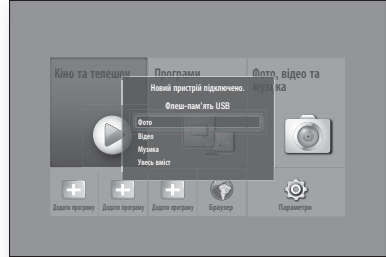 Кіно та телешоу
Програми
Фото, відео та музика
Новий пристрій підключено.
Флеш-пам'ять USB
Фото
Відео
Музика
Увесь вміст
Додати програму
Додати програму
Додати програму
Браузер
Параметри